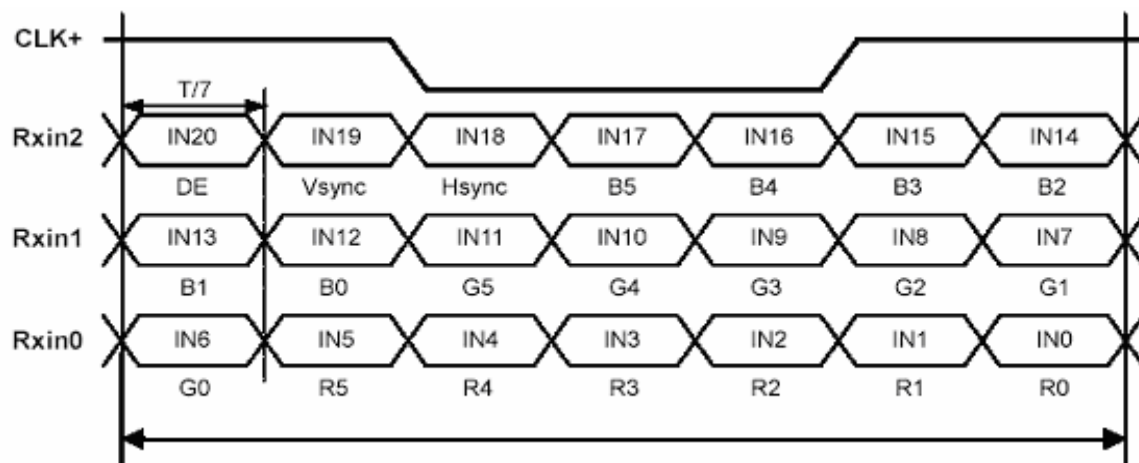 CLK+
T/7
Rxin2 IN20 IN19 IN18 IN17 IN16 IN15 IN14
DE Vsync Hsync B5 B4 B3 B2
Rxin1 IN13 IN12 IN11 IN10 IN9 IN8 IN7
B1 B0 G5 G4 G3 G2 G1
Rxin0 IN6 IN5 IN4 IN3 IN2 IN1 IN0
G0 R5 R4 R3 R2 R1 R0